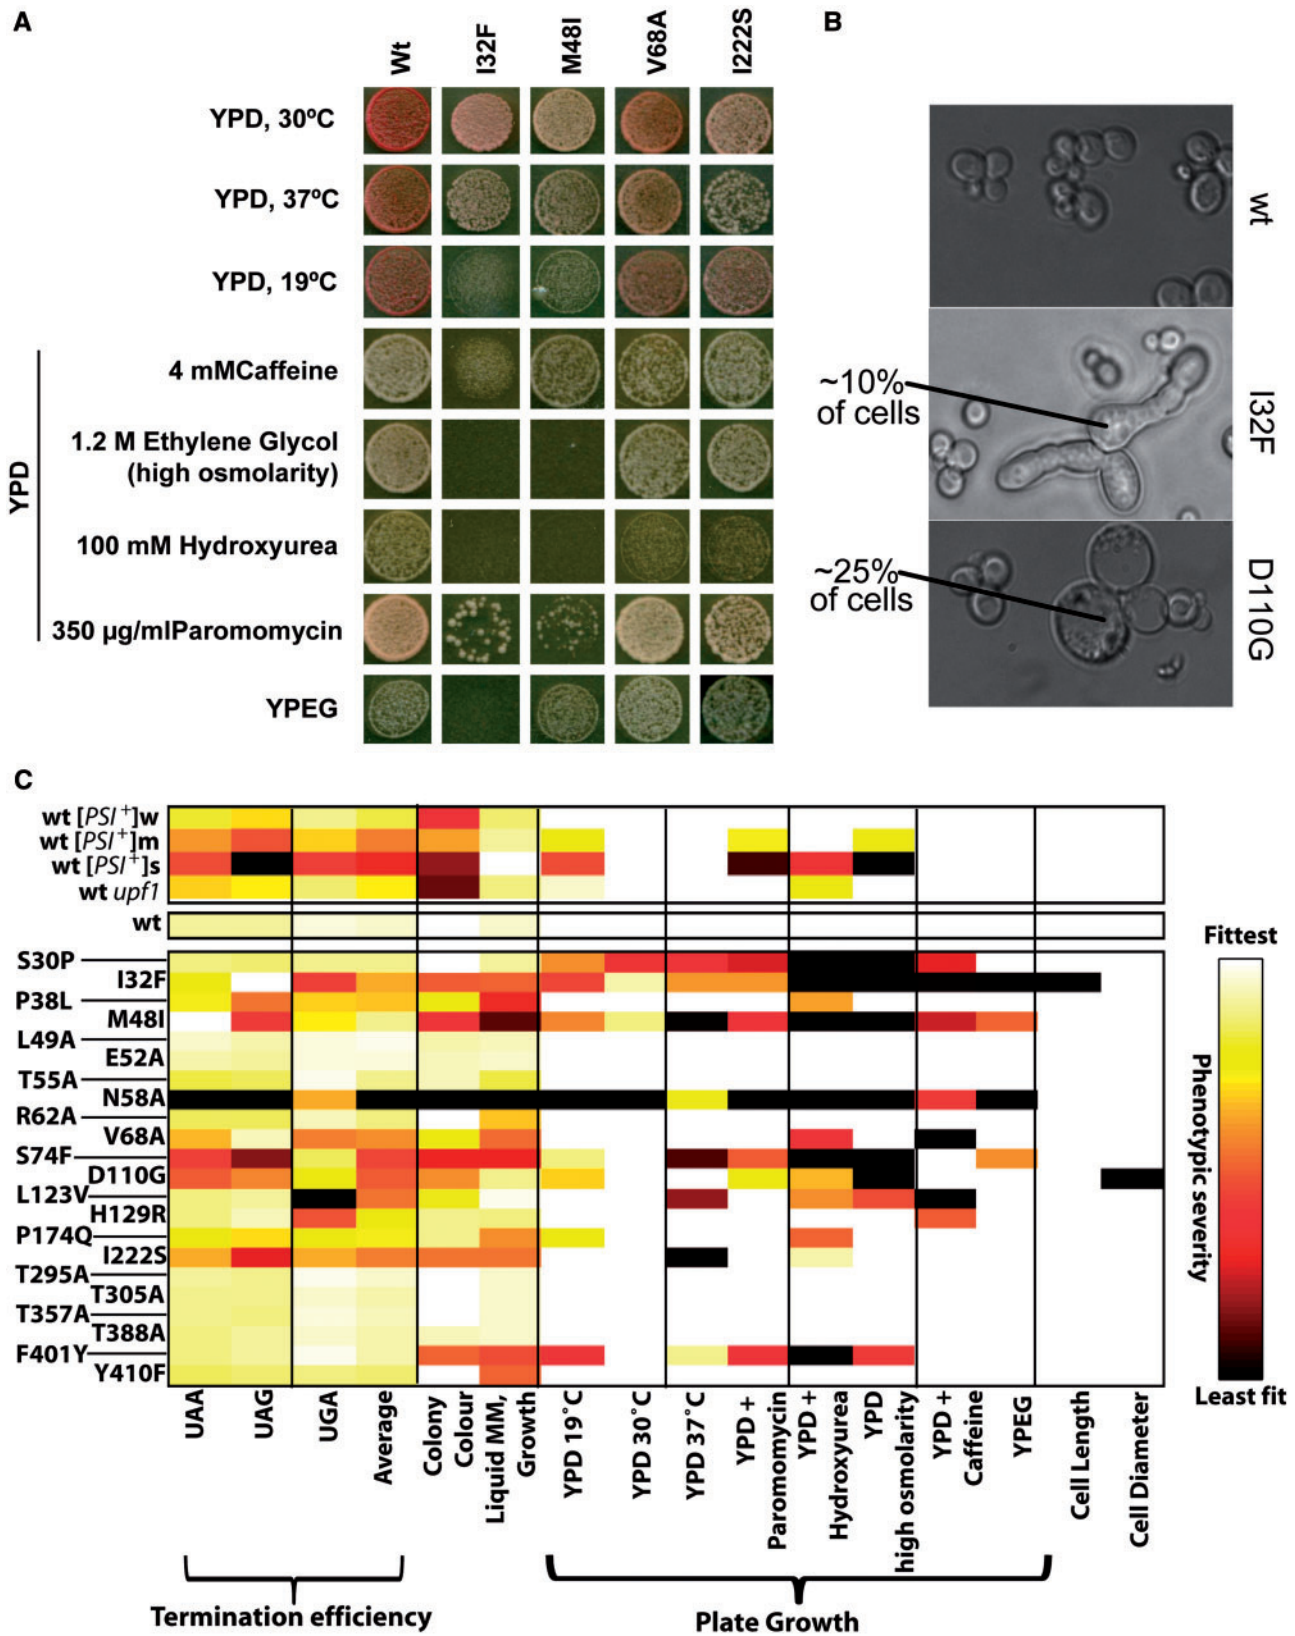 A
Wt
I32F
M48I
V68A
I222S
YPD, 30ºC
YPD, 37ºC
YPD, 19ºC
YPD
4 mMCaffeine
1.2 M Ethylene Glycol
(high osmolarity)
100 mM Hydroxyurea
350 µg/mlParomomycin
YPEG
B
wt
I32F
D110G
~10%
of cells
~25%
of cells
C
wt [PSI+]w
wt [PSI+]m
wt [PSI+]s
wt upf1
wt
S30P
I32F
P38L
M48I
L49A
E52A
T55A
N58A
R62A
V68A
S74F
D110G
L123V
H129R
P174Q
I222S
T295A
T305A
T357A
T388A
F401Y
Y410F
UAA
UAG
UGA
Average
Colony
Colour
Liquid MM,
Growth
YPD 19˚C
YPD 30˚C
YPD 37˚C
YPD +
Paromomycin
YPD +
Hydroxyurea
YPD
high osmolarity
YPD +
Caffeine
YPEG
Cell Length
Cell Diameter
Termination efficiency
Plate Growth
Fittest
Phenotypic severity
Least fit